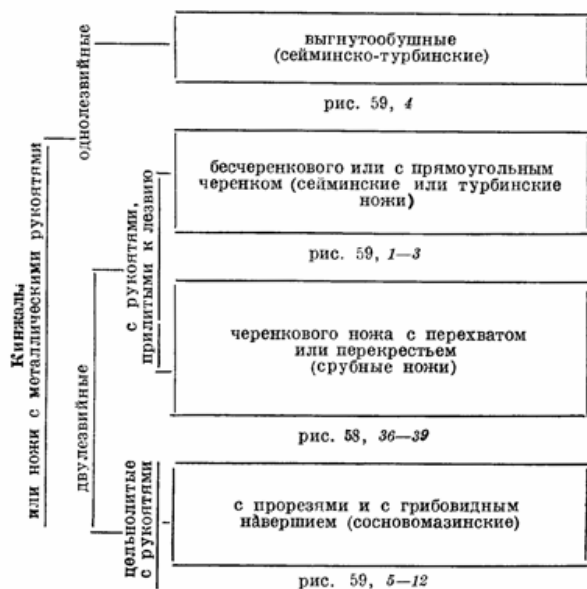 Кинжалы
или ножи с металлическими рукоятями
однолезвийные
выгнутообушные
(сейминско-турбинские)
рис. 59, 4
двулезвийные
с рукоятями,
прилитыми к лезвию
бесчеренкового или с прямоугольным
черенком (сейминские или турбинские
ножи)
рис. 59, 1—3
черенкового ножа с перехватом
или перекрестьем
(срубные ножи)
рис. 58, 36—39
цельнолитые
с рукоятями
с прорезями и с грибовидным
навершием (сосновомазинские)
рис. 59, 5—12